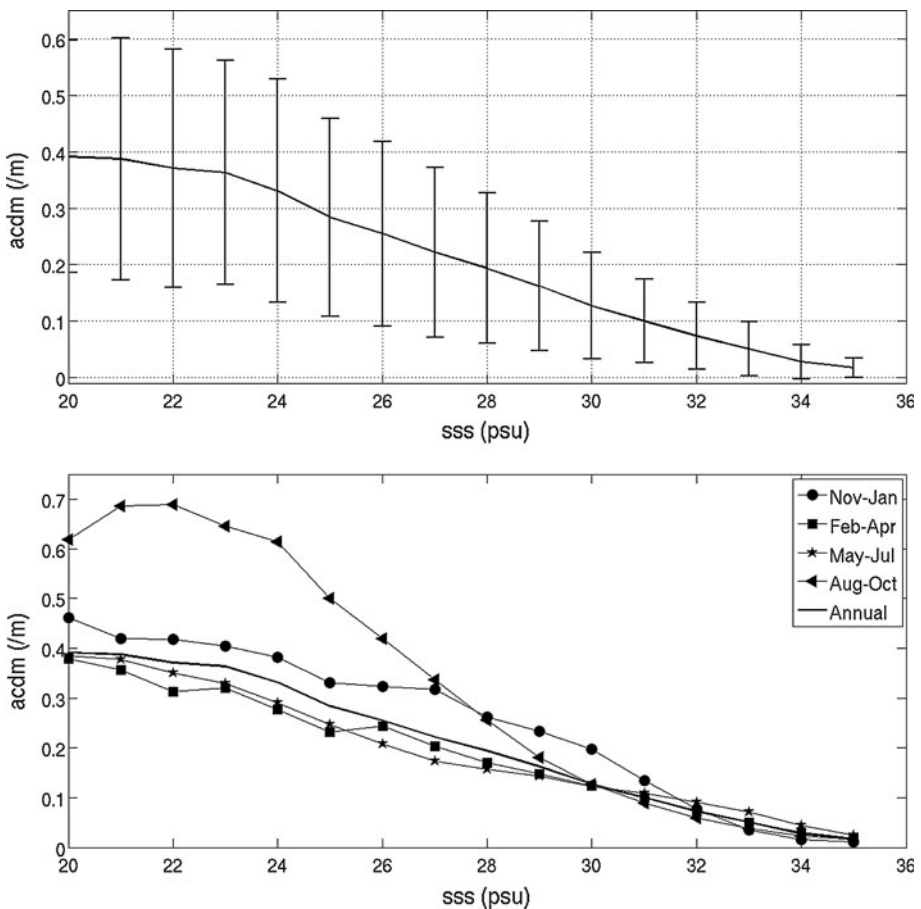 0.6
0.5
0.4
0.3
0.2
0.1
0
acdm (/m)
20 22 24 26 28 30 32 34 36
sss (psu)
0.7
0.6
0.5
0.4
0.3
0.2
0.1
0
acdm (/m)
Nov-Jan
Feb-Apr
May-Jul
Aug-Oct
Annual
20 22 24 26 28 30 32 34 36
sss (psu)